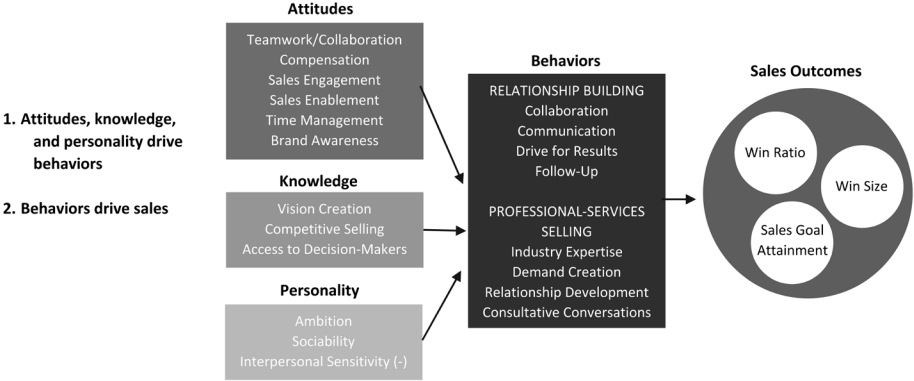 1. Attitudes, knowledge,
and personality drive
behaviors
2. Behaviors drive sales
Attitudes
Teamwork/Collaboration
Compensation
Sales Engagement
Sales Enablement
Time Management
Brand Awareness
Knowledge
Vision Creation
Competitive Selling
Access to Decision-Makers
Personality
Ambition
Sociability
Interpersonal Sensitivity (-)
Behaviors
RELATIONSHIP BUILDING
Collaboration
Communication
Drive for Results
Follow-Up
PROFESSIONAL-SERVICES
SELLING
Industry Expertise
Demand Creation
Relationship Development
Consultative Conversations
Sales Outcomes
Win Ratio
Win Size
Sales Goal
Attainment